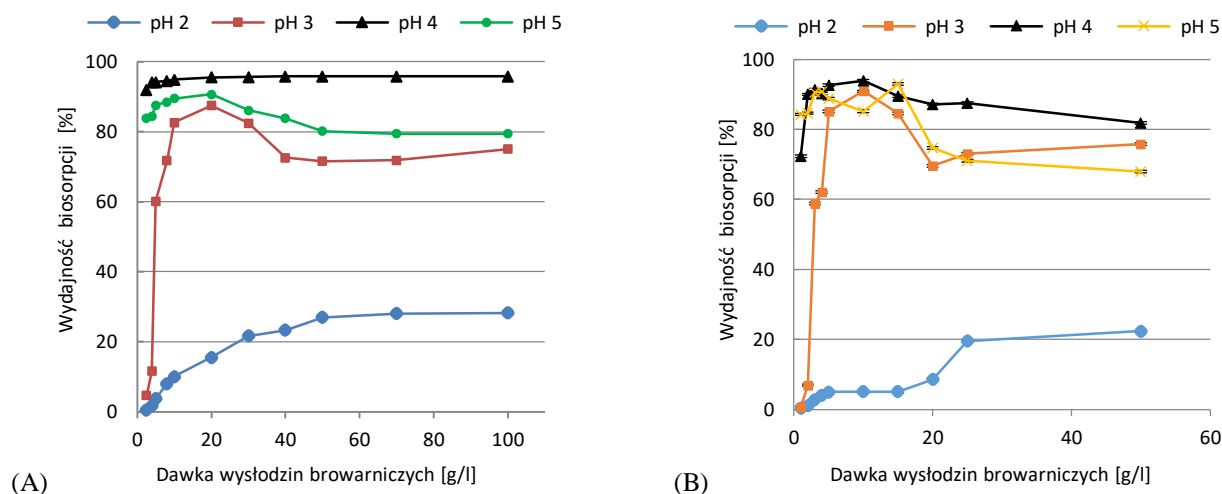 pH 2 pH 3 pH 4 pH 5
Wydajność biosorpcji [%]
100
80
60
40
20
0
0 20 40 60 80 100
Dawka wysłodzin browarniczych [g/l]
(A)
pH 2 pH 3 pH 4 pH 5
Wydajność biosorpcji [%]
100
80
60
40
20
0
0 20 40 60
Dawka wysłodzin browarniczych [g/l]
(B)